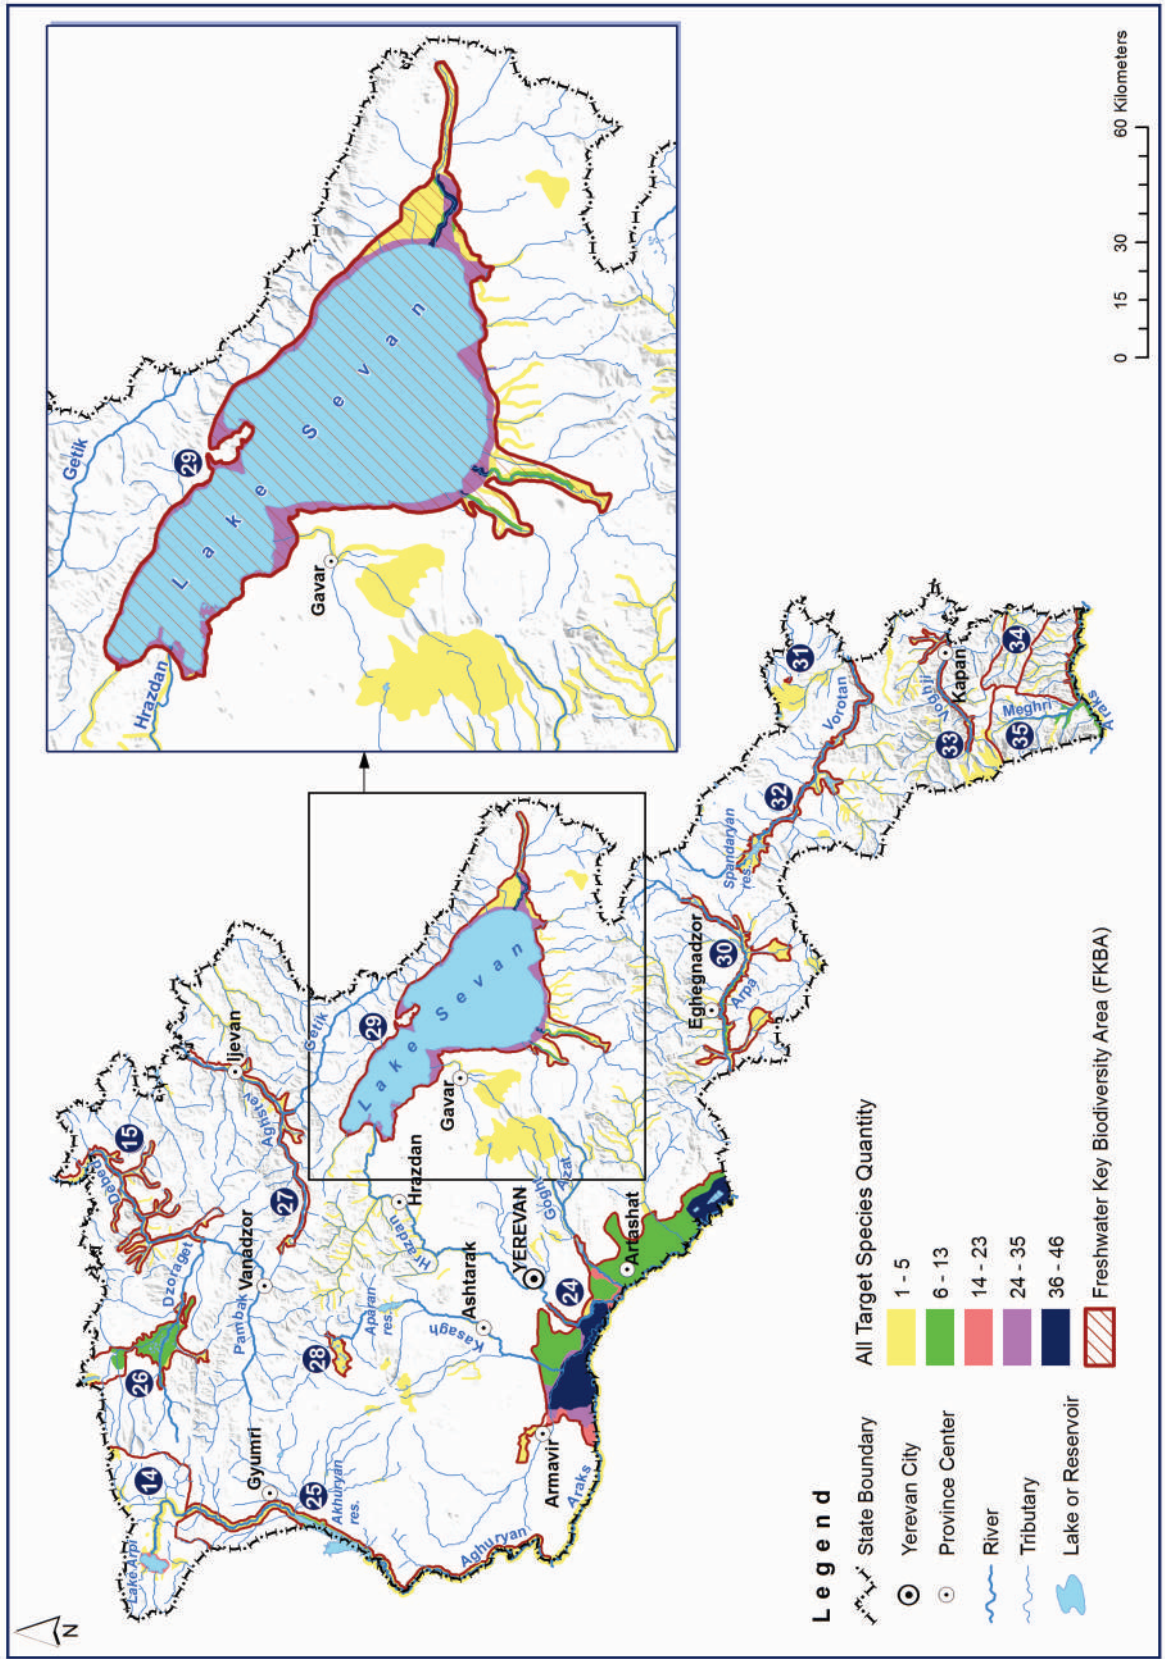 N
Lake Arpi
14
26
Debed
15
Dzoraget
Vanadzor
Pambak
Gyumri
25
Akhuryan
res.
28
Aparan
res.
27
Aghstev
Ijevan
Getik
29
Lake Sevan
Gavar
Hrazdan
Hrazdan
Kasagh
Ashtarak
YEREVAN
Goght
Azat
24
Artashat
Armavir
Araks
Aghuryan
Eghegnadzor
30
Arpa
Spandaryan
res.
32
Vorotan
31
33
Voghji
Kapan
34
Meghri
35
Araks
Getik
29
Lake Sevan
Gavar
Hrazdan
Legend
State Boundary
Yerevan City
Province Center
River
Tributary
Lake or Reservoir
All Target Species Quantity
1 - 5
6 - 13
14 - 23
24 - 35
36 - 46
Freshwater Key Biodiversity Area (FKBA)
0 15 30 60 Kilometers